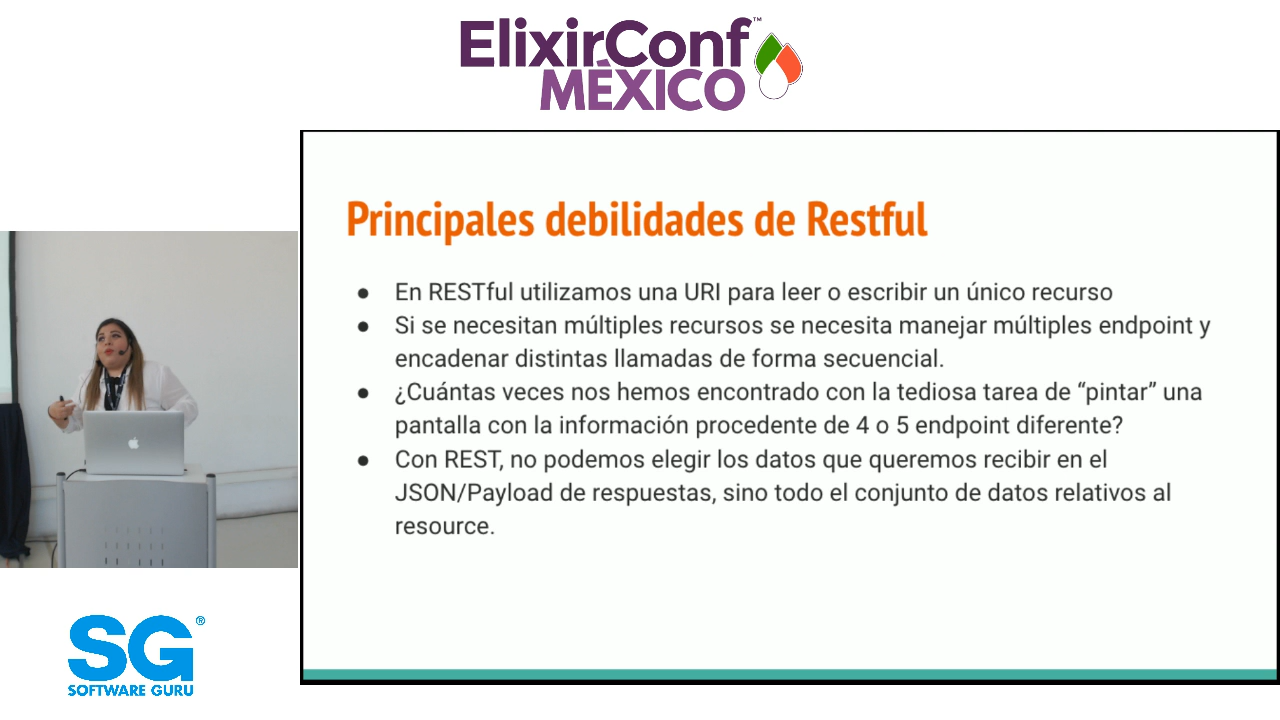 ElixirConf™
MÉXICO
Principales debilidades de Restful
● En RESTful utilizamos una URI para leer o escribir un único recurso
● Si se necesitan múltiples recursos se necesita manejar múltiples endpoint y
encadenar distintas llamadas de forma secuencial.
● ¿Cuántas veces nos hemos encontrado con la tediosa tarea de “pintar” una
pantalla con la información procedente de 4 o 5 endpoint diferente?
● Con REST, no podemos elegir los datos que queremos recibir en el
JSON/Payload de respuestas, sino todo el conjunto de datos relativos al
resource.
SG®
SOFTWARE GURU